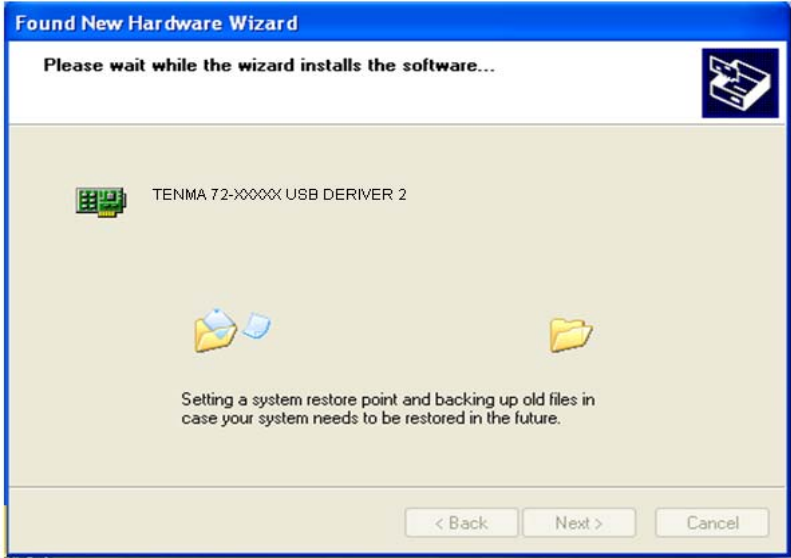 Found New Hardware Wizard
Please wait while the wizard installs the software...
TENMA 72-XXXXX USB DERIVER 2
Setting a system restore point and backing up old files in
case your system needs to be restored in the future.
< Back
Next >
Cancel